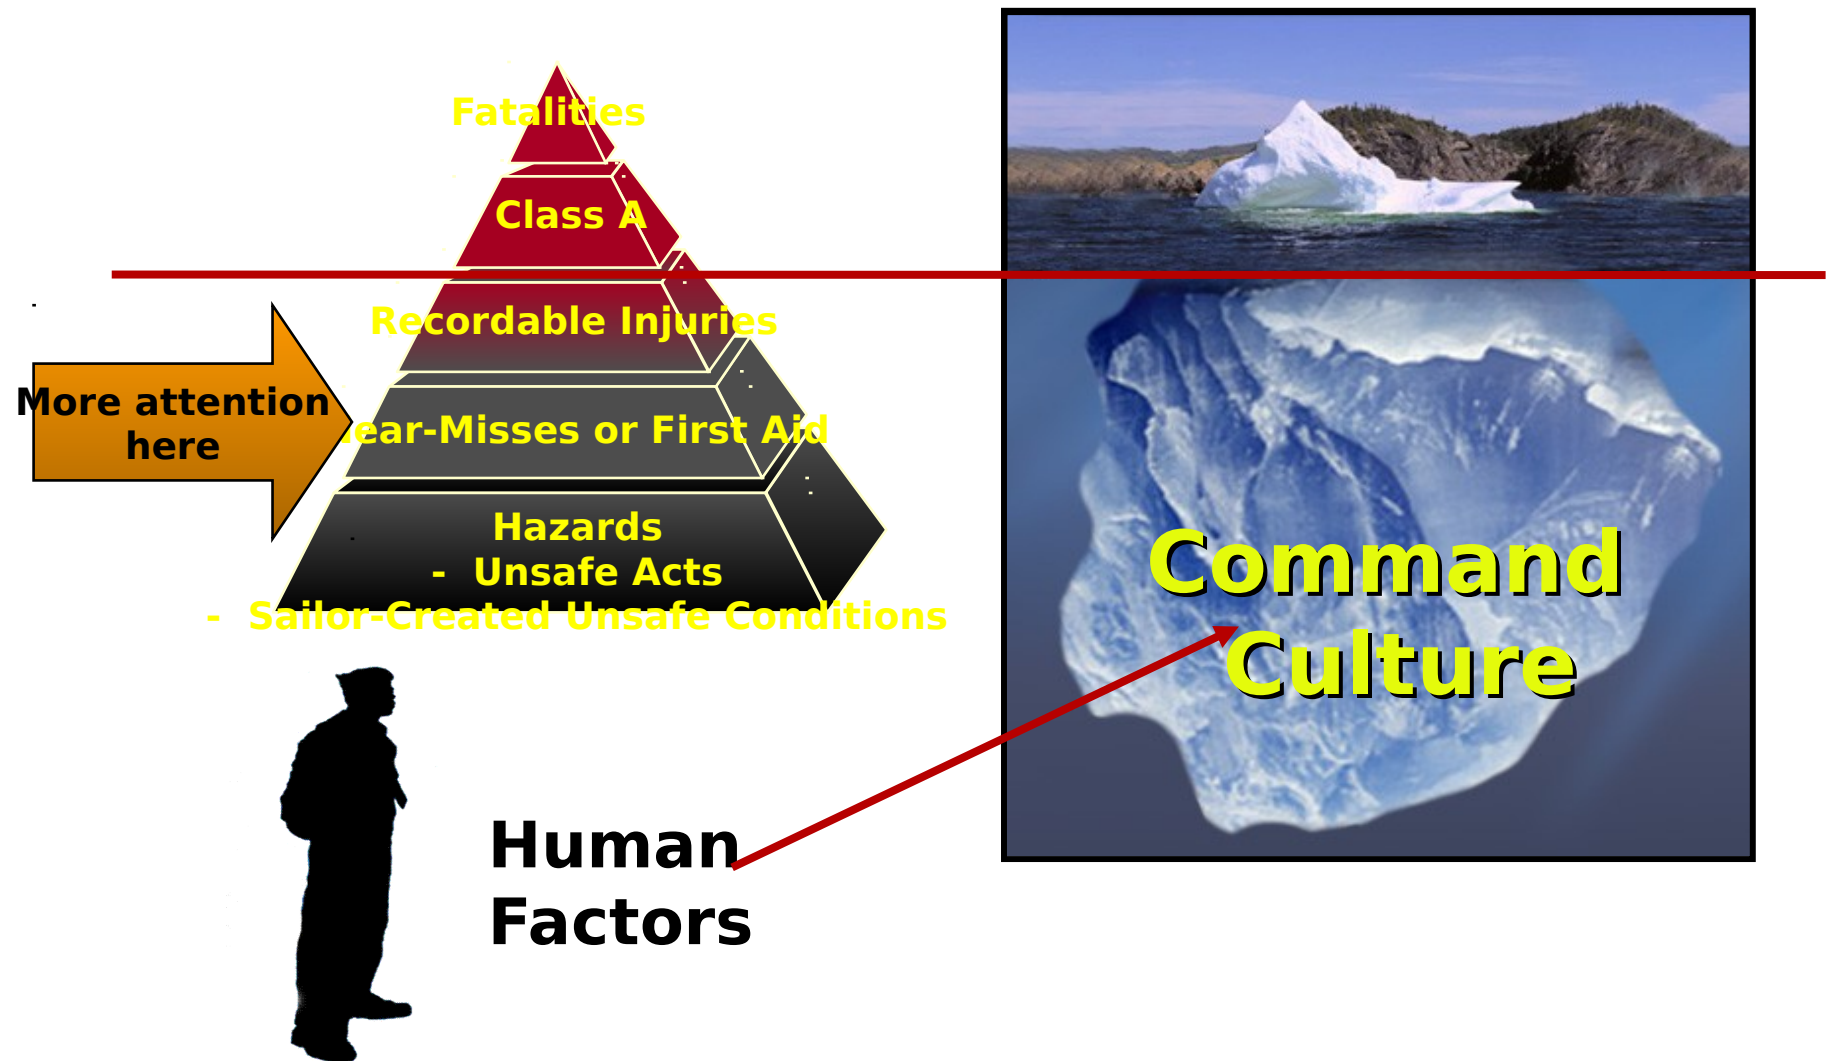 Fatalities
Class A
Recordable Injuries
More attention
here
ear-Misses or First Aid
Hazards
- Unsafe Acts
- Sailor-Created Unsafe Conditions
Command
Culture
Human
Factors